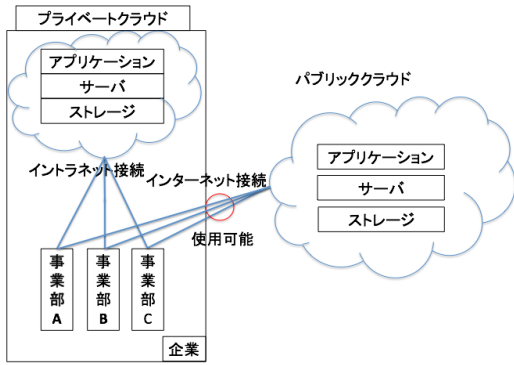 プライベートクラウド
アプリケーション
サーバ
ストレージ
パブリッククラウド
イントラネット接続
インターネット接続
アプリケーション
サーバ
ストレージ
使用可能
事業部A
事業部B
事業部C
企業